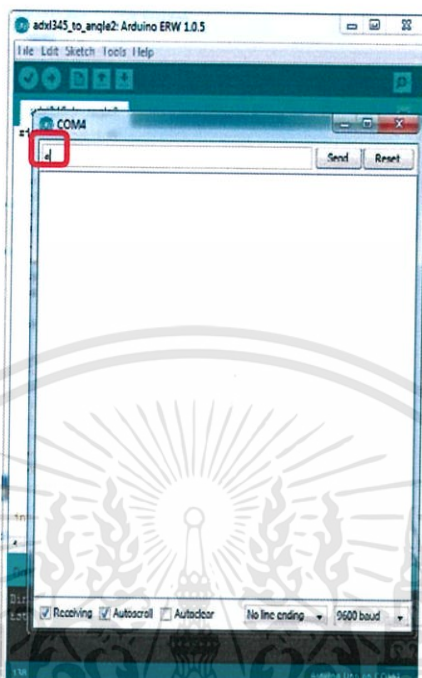 adxl345_to_angle2: Arduino ERW 1.0.5
File Edit Sketch Tools Help
COM4
a
Send
Reset
in
Receiving
Autoscroll
Autoclear
No line ending
9600 baud